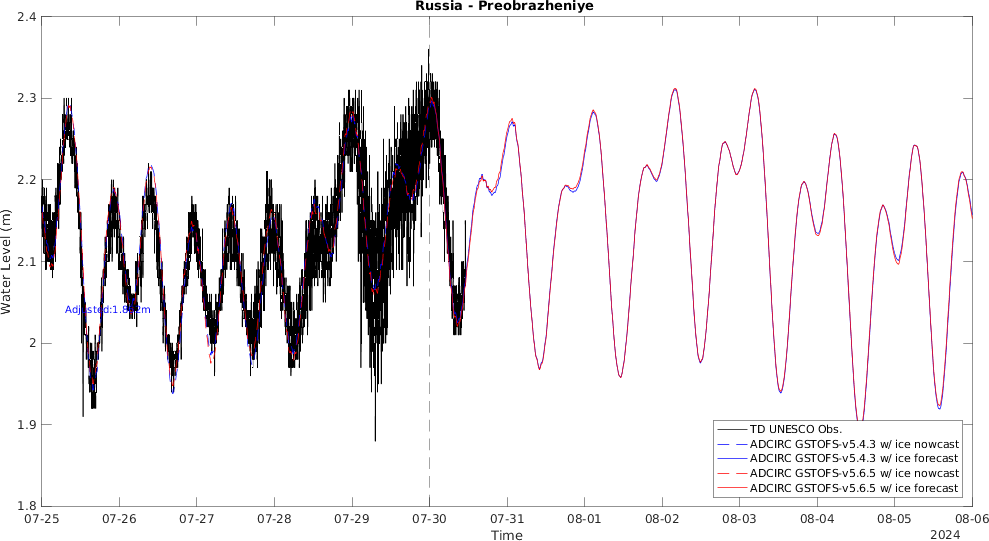 Russia - Preobrazheniye
2.4
2.3
2.2
2.1
2
1.9
1.8
Water Level (m)
TD UNESCO Obs.
ADCIRC GSTOFS-v5.4.3 w/ ice nowcast
ADCIRC GSTOFS-v5.4.3 w/ ice forecast
ADCIRC GSTOFS-v5.6.5 w/ ice nowcast
ADCIRC GSTOFS-v5.6.5 w/ ice forecast
07-25 07-26 07-27 07-28 07-29 07-30 07-31 08-01 08-02 08-03 08-04 08-05 08-06
Time
2024